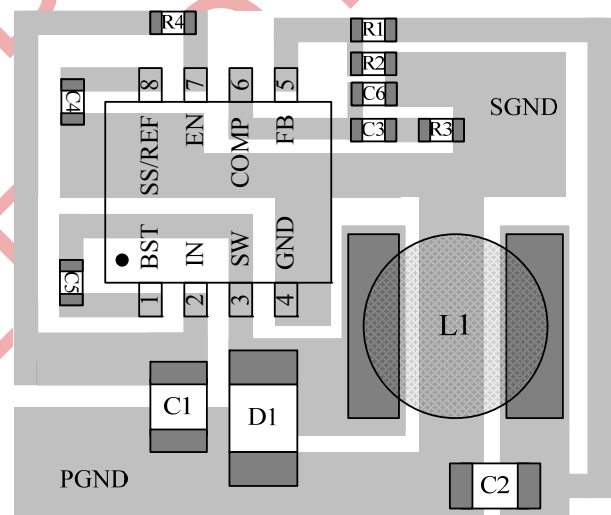 R4
R1
R2
C6
C3
R3
SGND
C4
8
7
6
5
SS/REF
EN
COMP
FB
BST
IN
SW
GND
1
2
3
4
C5
L1
C1
D1
PGND
C2